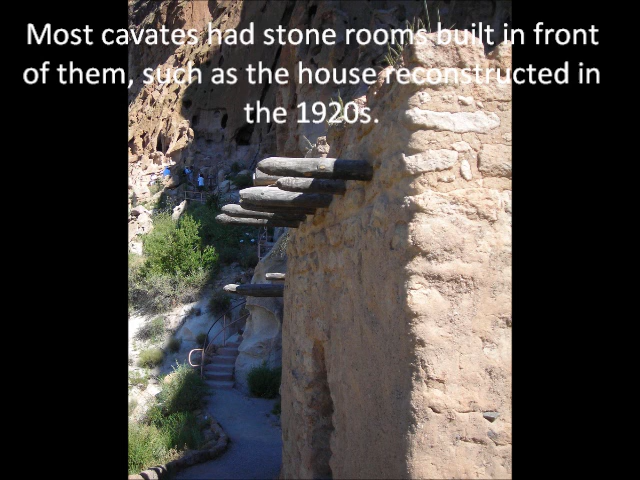 Most cavates had stone rooms built in front
of them, such as the house reconstructed in
the 1920s.